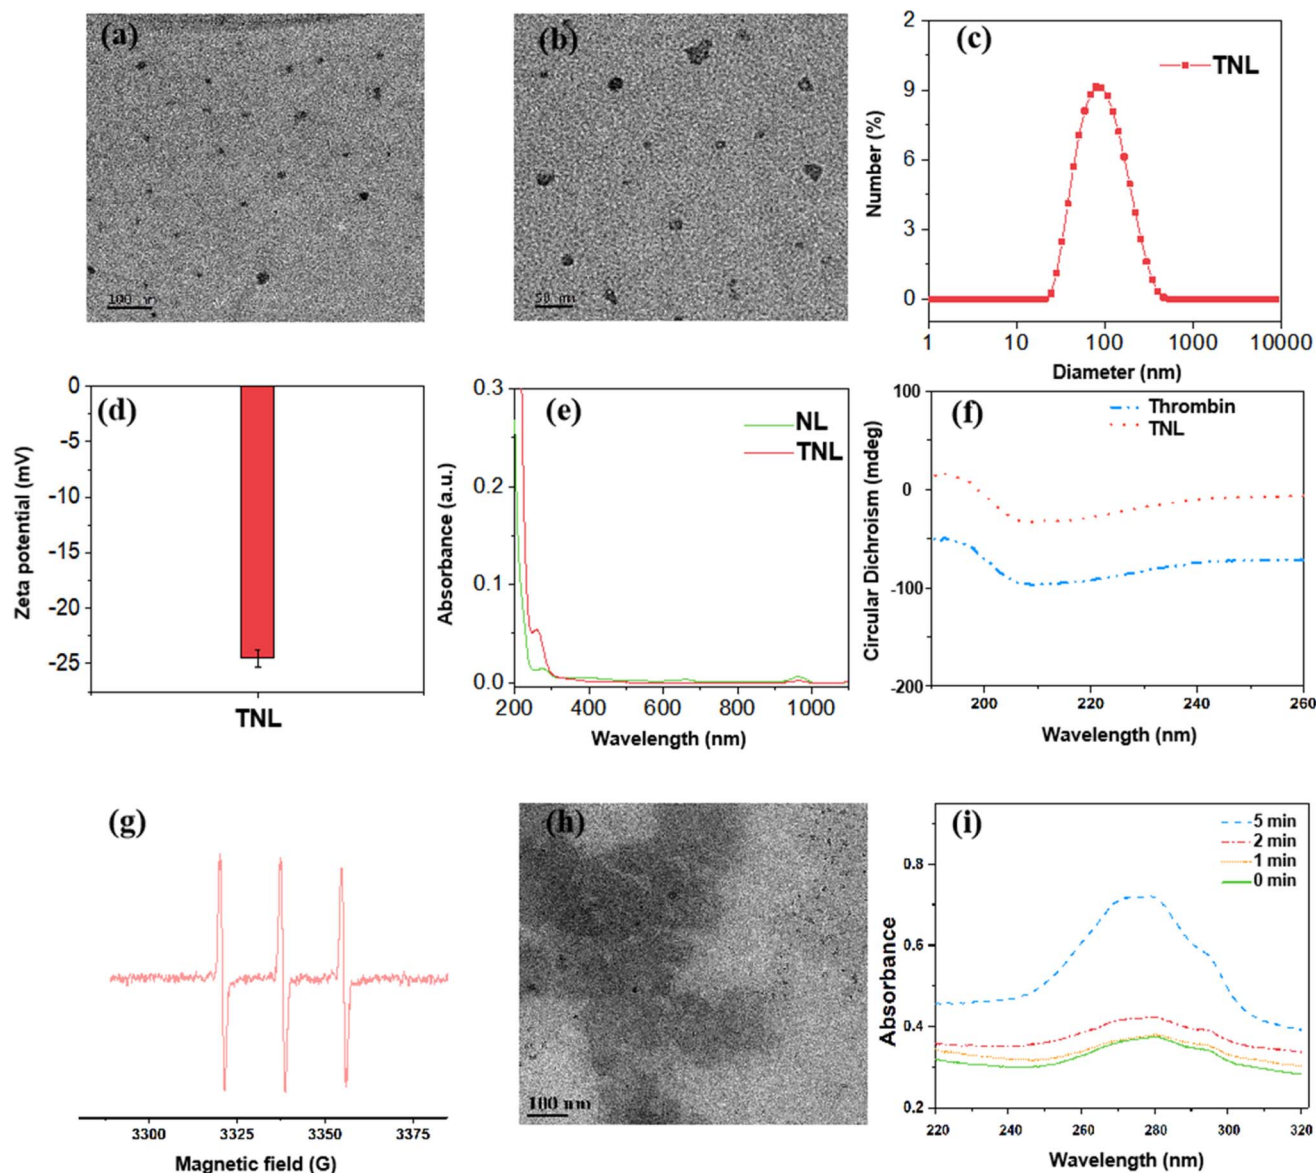 (a)
100 nm
(b)
50 nm
(c)
TNL
2
9
6
3
0
Number (%)
1 10 100 1000 10000
Diameter (nm)
(d)
0
-5
-10
-15
-20
-25
Zeta potential (mV)
TNL
(e)
NL
TNL
0.3
0.2
0.1
0.0
Absorbance (a.u.)
200 400 600 800 1000
Wavelength (nm)
(f)
Thrombin
TNL
100
0
-100
-200
Circular Dichroism (mdeg)
200 220 240 260
Wavelength (nm)
(g)
3300 3325 3350 3375
Magnetic field (G)
(h)
100 nm
(i)
5 min
2 min
1 min
0 min
0.8
0.6
0.4
0.2
Absorbance
220 240 260 280 300 320
Wavelength (nm)